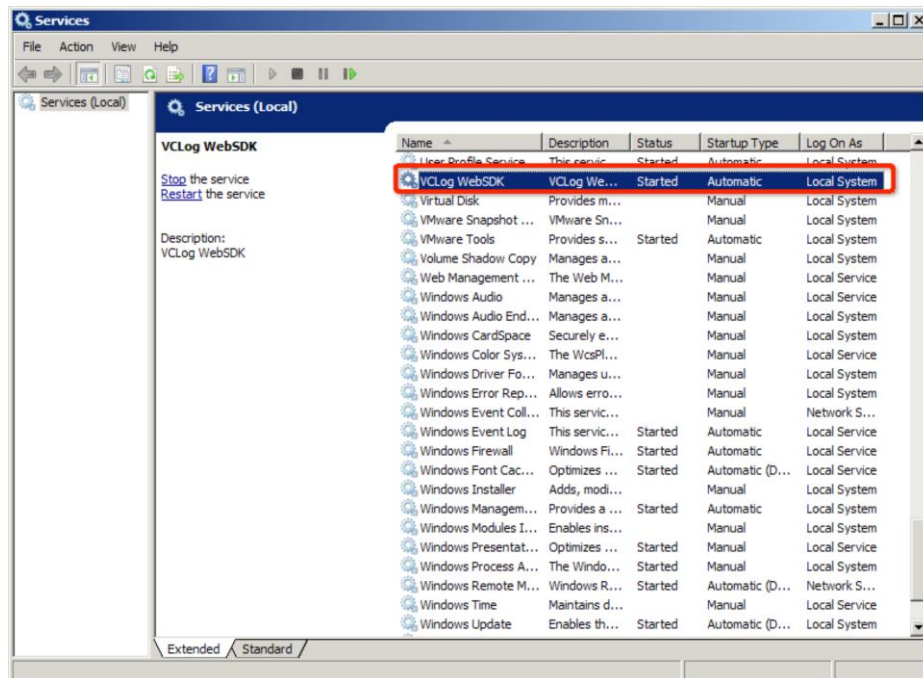 Services
File Action View Help
Services (Local)
Services (Local)
VCLog WebSDK
Stop the service
Restart the service
Description:
VCLog WebSDK
Name Description Status Startup Type Log On As
User Profile Service This servic... Started Automatic Local System
VCLog WebSDK VCLog We... Started Automatic Local System
Virtual Disk Provides m... Manual Local System
VMware Snapshot ... VMware Sn... Manual Local System
VMware Tools Provides s... Started Automatic Local System
Volume Shadow Copy Manages a... Manual Local System
Web Management ... The Web M... Manual Local Service
Windows Audio Manages a... Manual Local Service
Windows Audio End... Manages a... Manual Local System
Windows CardSpace Securely e... Manual Local System
Windows Color Sys... The WcsPl... Manual Local Service
Windows Driver Fo... Manages u... Manual Local System
Windows Error Rep... Allows erro... Manual Local System
Windows Event Coll... This servic... Manual Network S...
Windows Event Log This servic... Started Automatic Local Service
Windows Firewall Windows Fi... Started Automatic Local Service
Windows Font Cac... Optimizes ... Started Automatic (D... Local Service
Windows Installer Adds, modi... Manual Local System
Windows Managem... Provides a ... Started Automatic Local System
Windows Modules I... Enables ins... Manual Local System
Windows Presentat... Optimizes ... Started Manual Local Service
Windows Process A... The Windo... Started Manual Local System
Windows Remote M... Windows R... Started Automatic (D... Network S...
Windows Time Maintains d... Manual Local Service
Windows Update Enables th... Started Automatic (D... Local System
Extended Standard